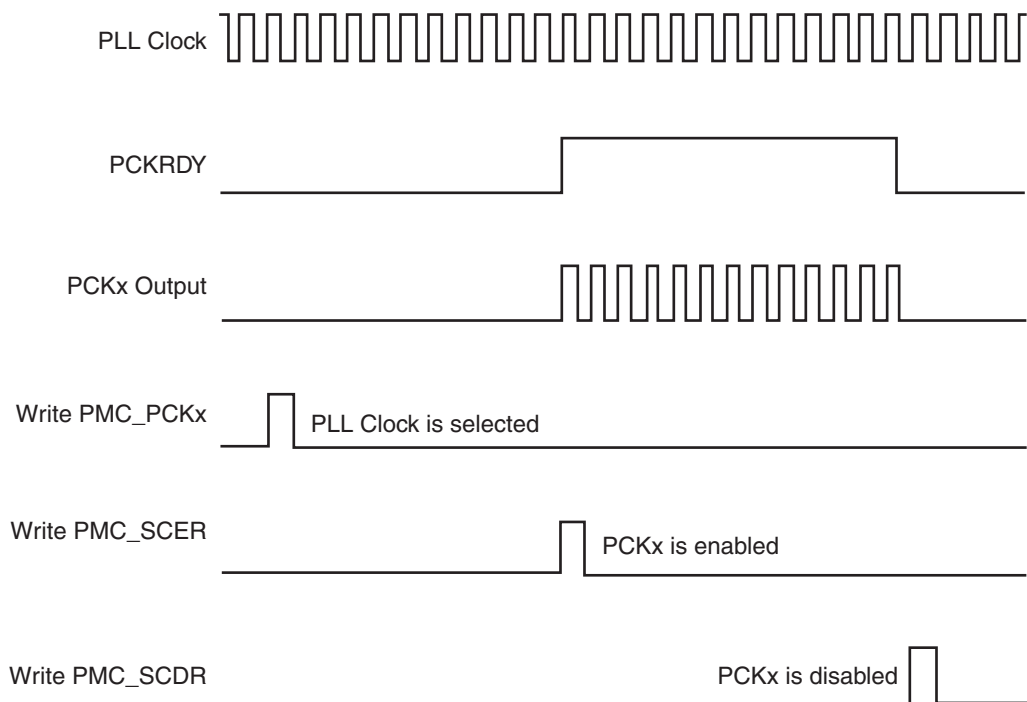 PLL Clock
PCKRDY
PCKx Output
Write PMC_PCKx
PLL Clock is selected
Write PMC_SCER
PCKx is enabled
Write PMC_SCDR
PCKx is disabled